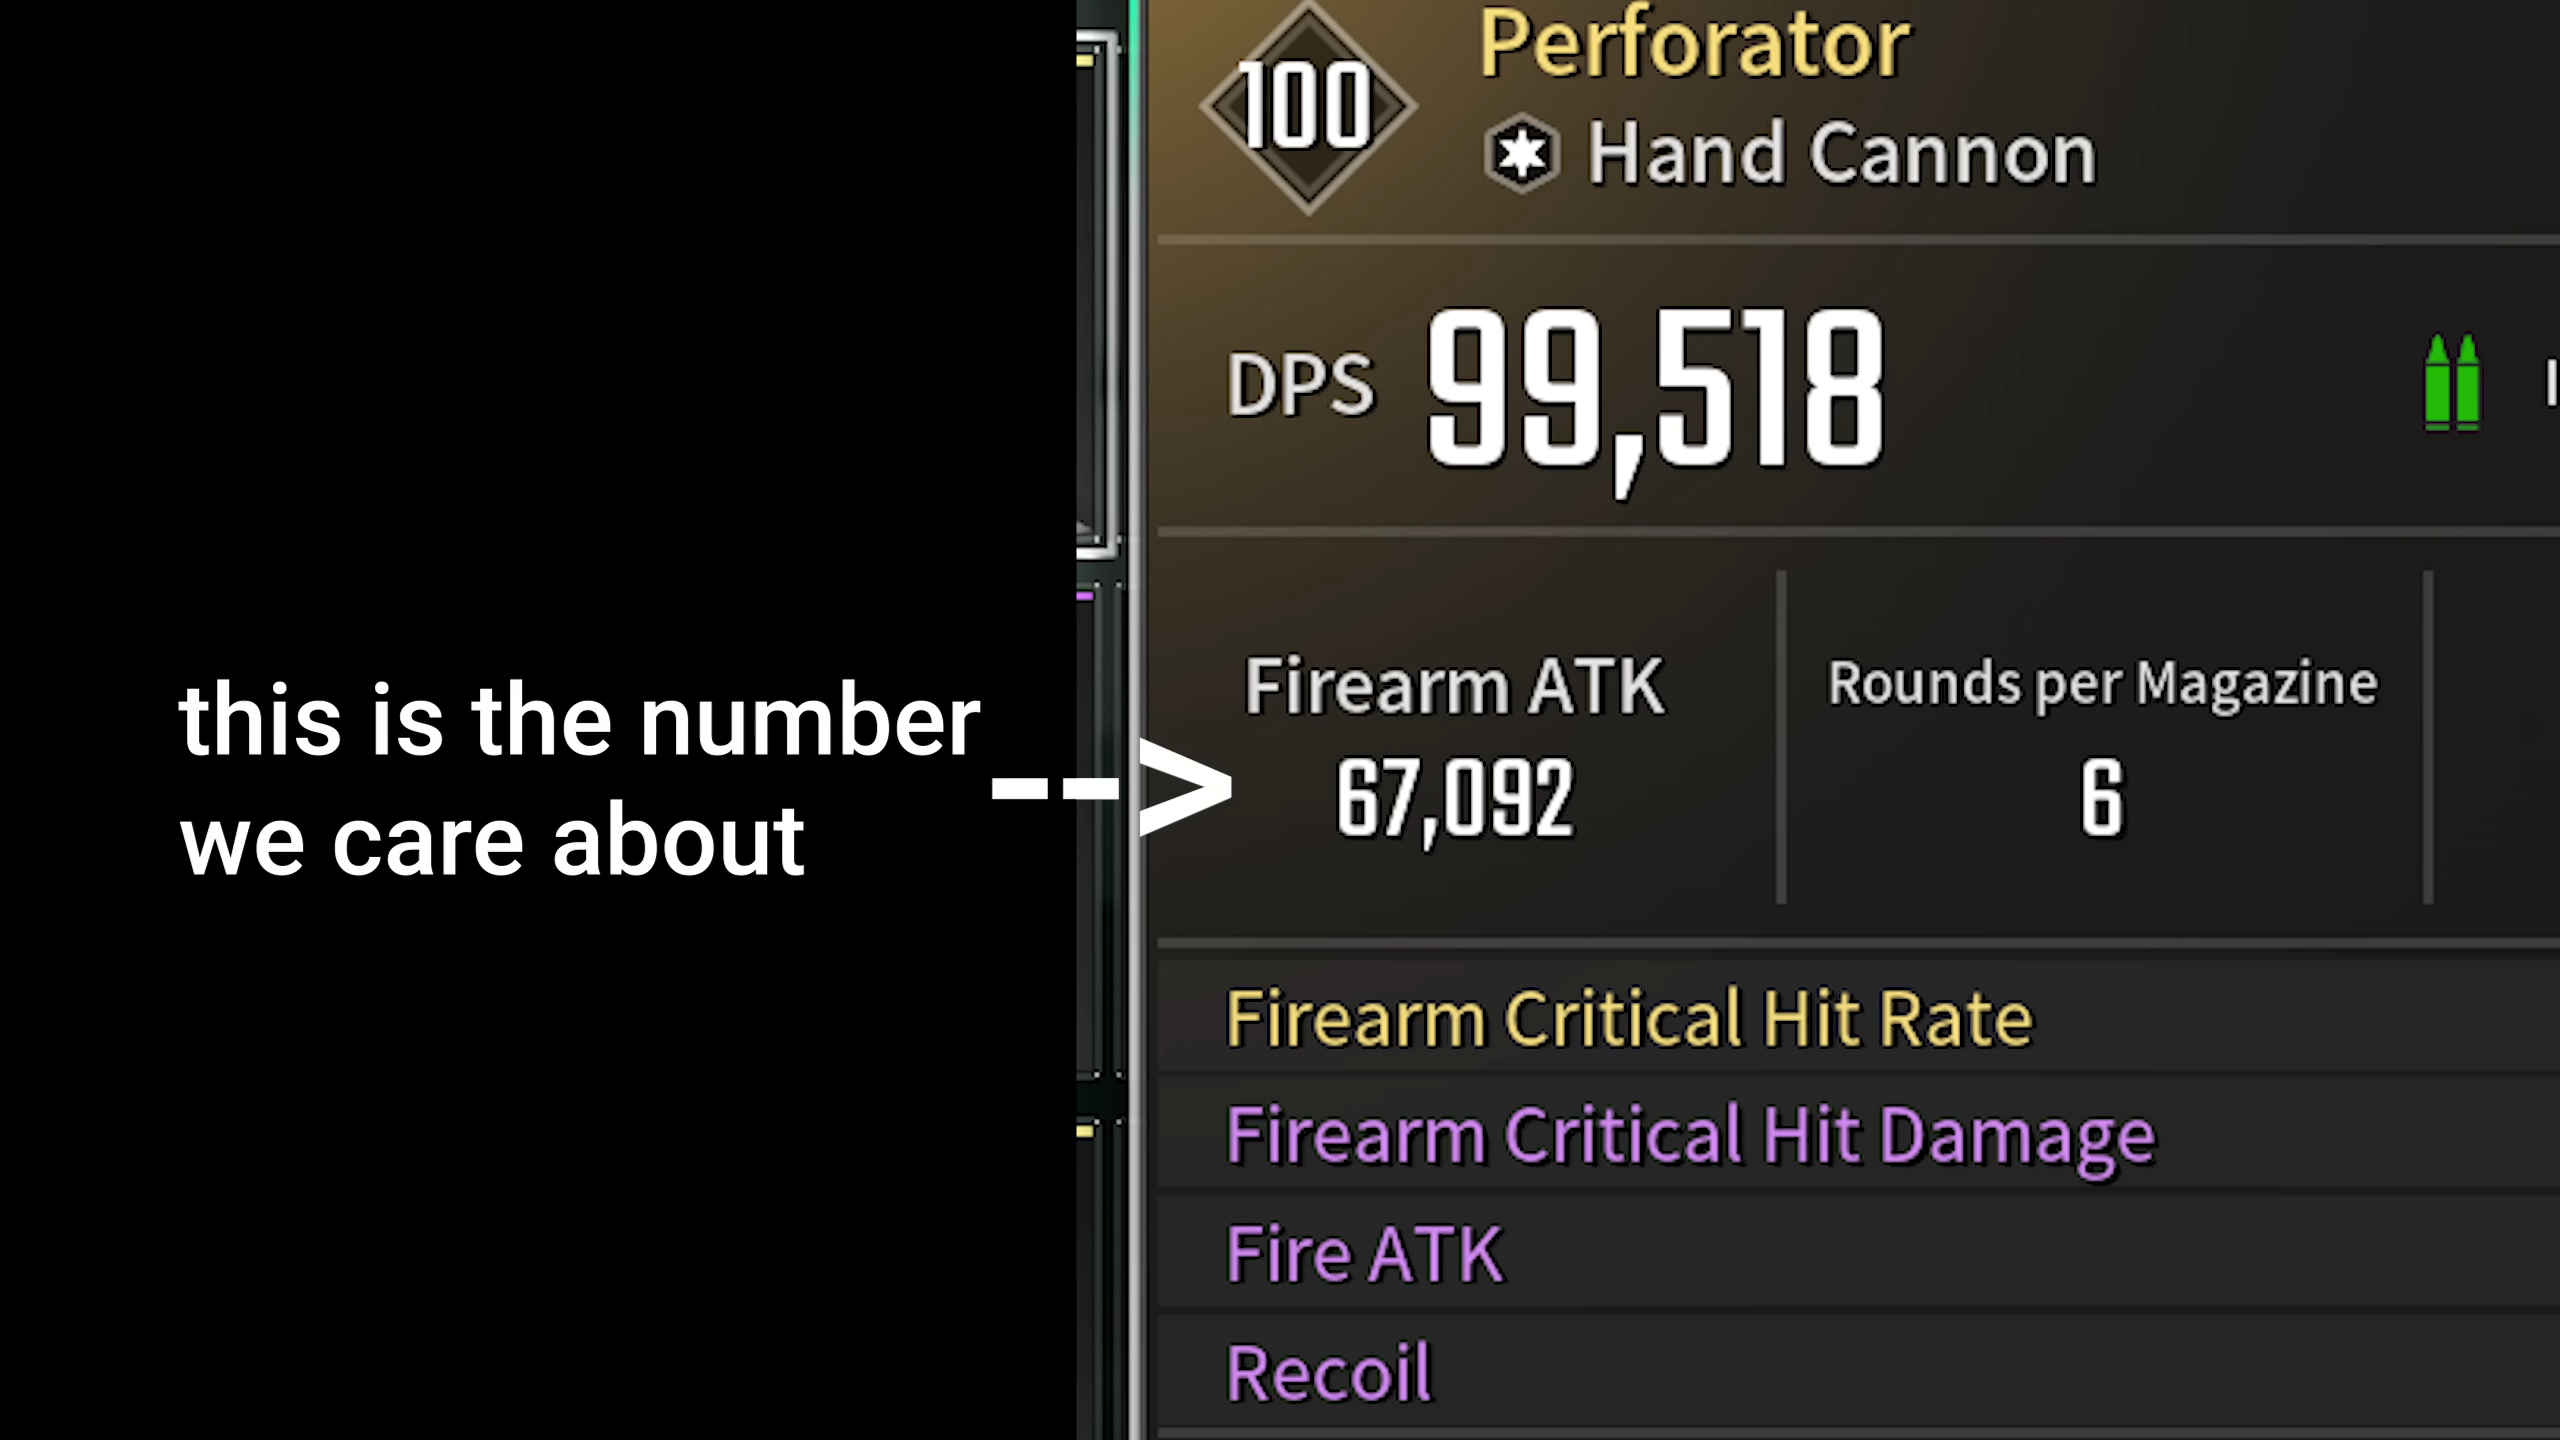 100
Perforator
Hand Cannon
DPS 99,518
this is the number
we care about
-->
Firearm ATK
67,092
Rounds per Magazine
6
Firearm Critical Hit Rate
Firearm Critical Hit Damage
Fire ATK
Recoil